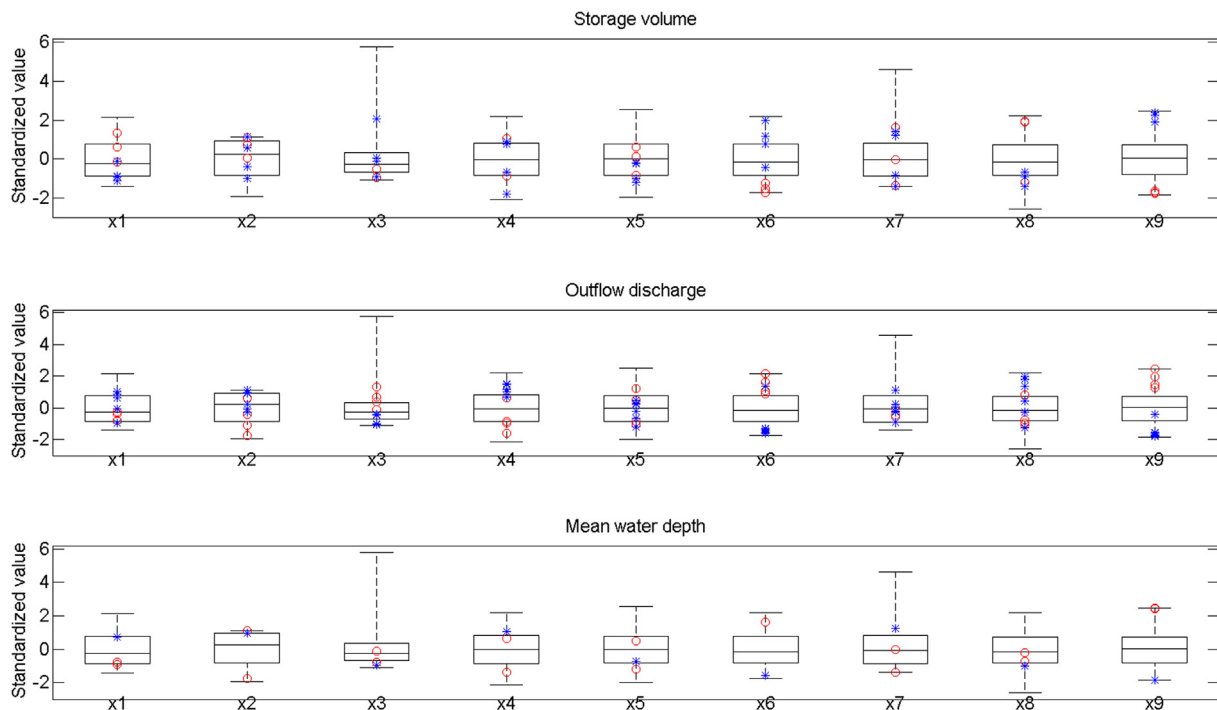 Storage volume
Standardized value
6
4
2
0
-2
x1 x2 x3 x4 x5 x6 x7 x8 x9
Outflow discharge
Standardized value
6
4
2
0
-2
x1 x2 x3 x4 x5 x6 x7 x8 x9
Mean water depth
Standardized value
6
4
2
0
-2
x1 x2 x3 x4 x5 x6 x7 x8 x9